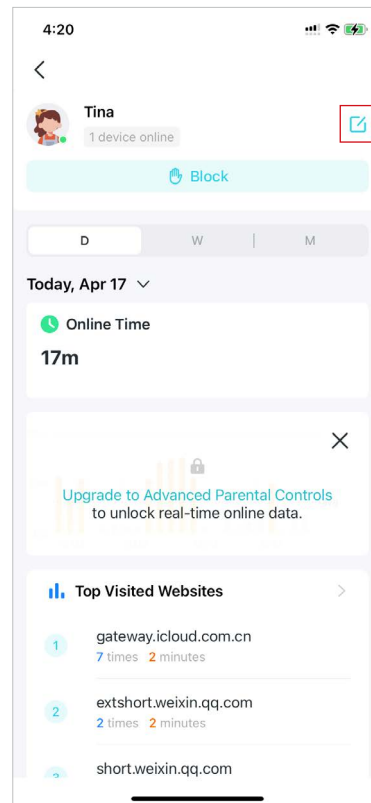 4:20
Tina
1 device online
Block
D W M
Today, Apr 17
Online Time
17m
Upgrade to Advanced Parental Controls
to unlock real-time online data.
Top Visited Websites
1 gateway.icloud.com.cn
7 times 2 minutes
2 extshort.weixin.qq.com
2 times 2 minutes
3 short.weixin.qq.com